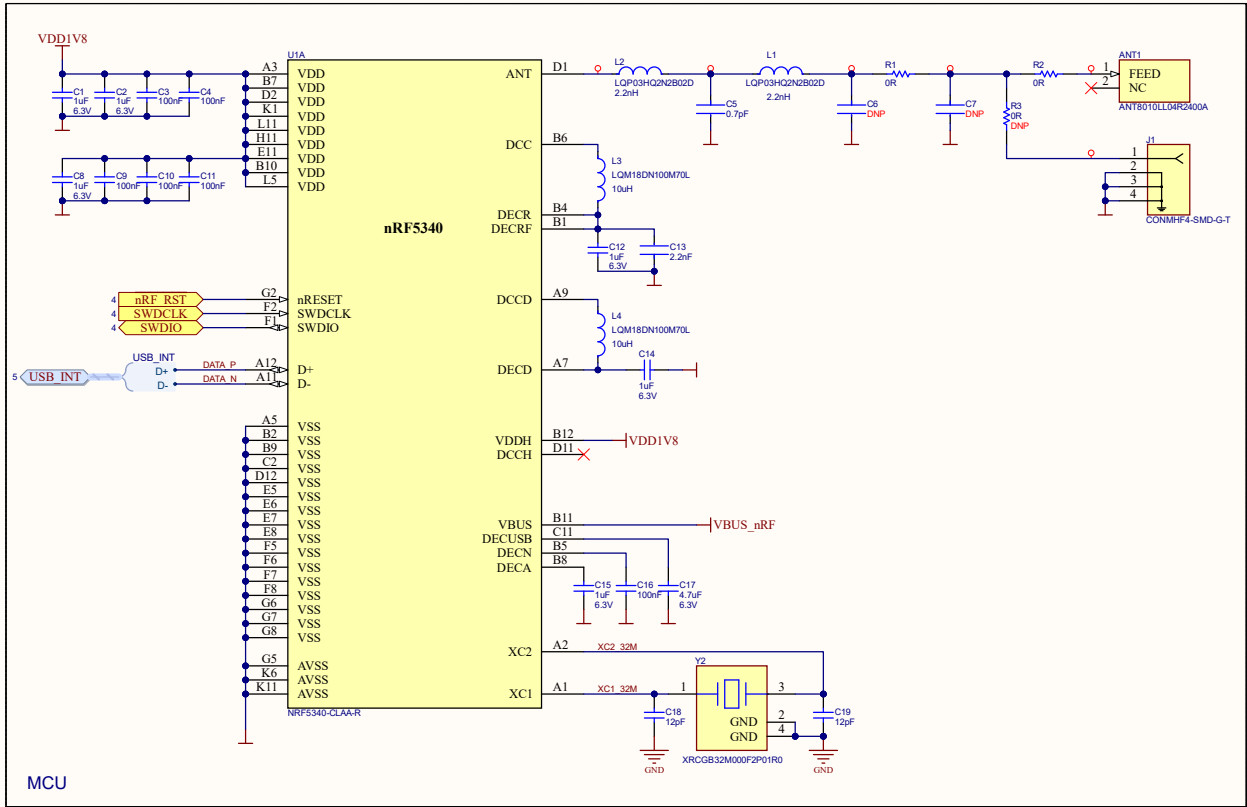 VDD1V8
C1
1uF
6.3V
C2
1uF
6.3V
C3
100nF
C4
100nF
C8
1uF
6.3V
C9
100nF
C10
100nF
C11
100nF
4 nRF_RST
4 SWDCLK
4 SWDIO
5 USB_INT
USB_INT
D+
D-
DATA_P
DATA_N
U1A
nRF5340
A3 VDD
B7 VDD
D2 VDD
K1 VDD
L11 VDD
H11 VDD
E11 VDD
B10 VDD
L5 VDD
G2 nRESET
F2 SWDCLK
F1 SWDIO
A12 D+
A11 D-
A5 VSS
B2 VSS
B9 VSS
C2 VSS
D12 VSS
E5 VSS
E6 VSS
E7 VSS
E8 VSS
F5 VSS
F6 VSS
F7 VSS
F8 VSS
G6 VSS
G7 VSS
G8 VSS
G5 AVSS
K6 AVSS
K11 AVSS
NRF5340-CLAA-R
ANT D1
DCC B6
DECR B4
DECRF B1
DCCD A9
DECD A7
VDDH B12
DCCH D11
VBUS B11
DECUSB C11
DECN B5
DECA B8
XC2 A2
XC1 A1
L2
LQP03HQ2N2B02D
2.2nH
C5
0.7pF
L1
LQP03HQ2N2B02D
2.2nH
C6
DNP
R1
0R
C7
DNP
R2
0R
R3
0R
DNP
ANT1
1 FEED
2 NC
ANT8010LL04R2400A
J1
1
2
3
4
CONMHF4-SMD-G-T
L3
LQM18DN100M70L
10uH
C12
1uF
6.3V
C13
2.2nF
L4
LQM18DN100M70L
10uH
C14
1uF
6.3V
VDD1V8
VBUS_nRF
C15
1uF
6.3V
C16
100nF
C17
4.7uF
6.3V
XC2_32M
XC1_32M
Y2
1
3
GND 2
GND 4
XRCGB32M000F2P01R0
C18
12pF
GND
C19
12pF
GND
MCU